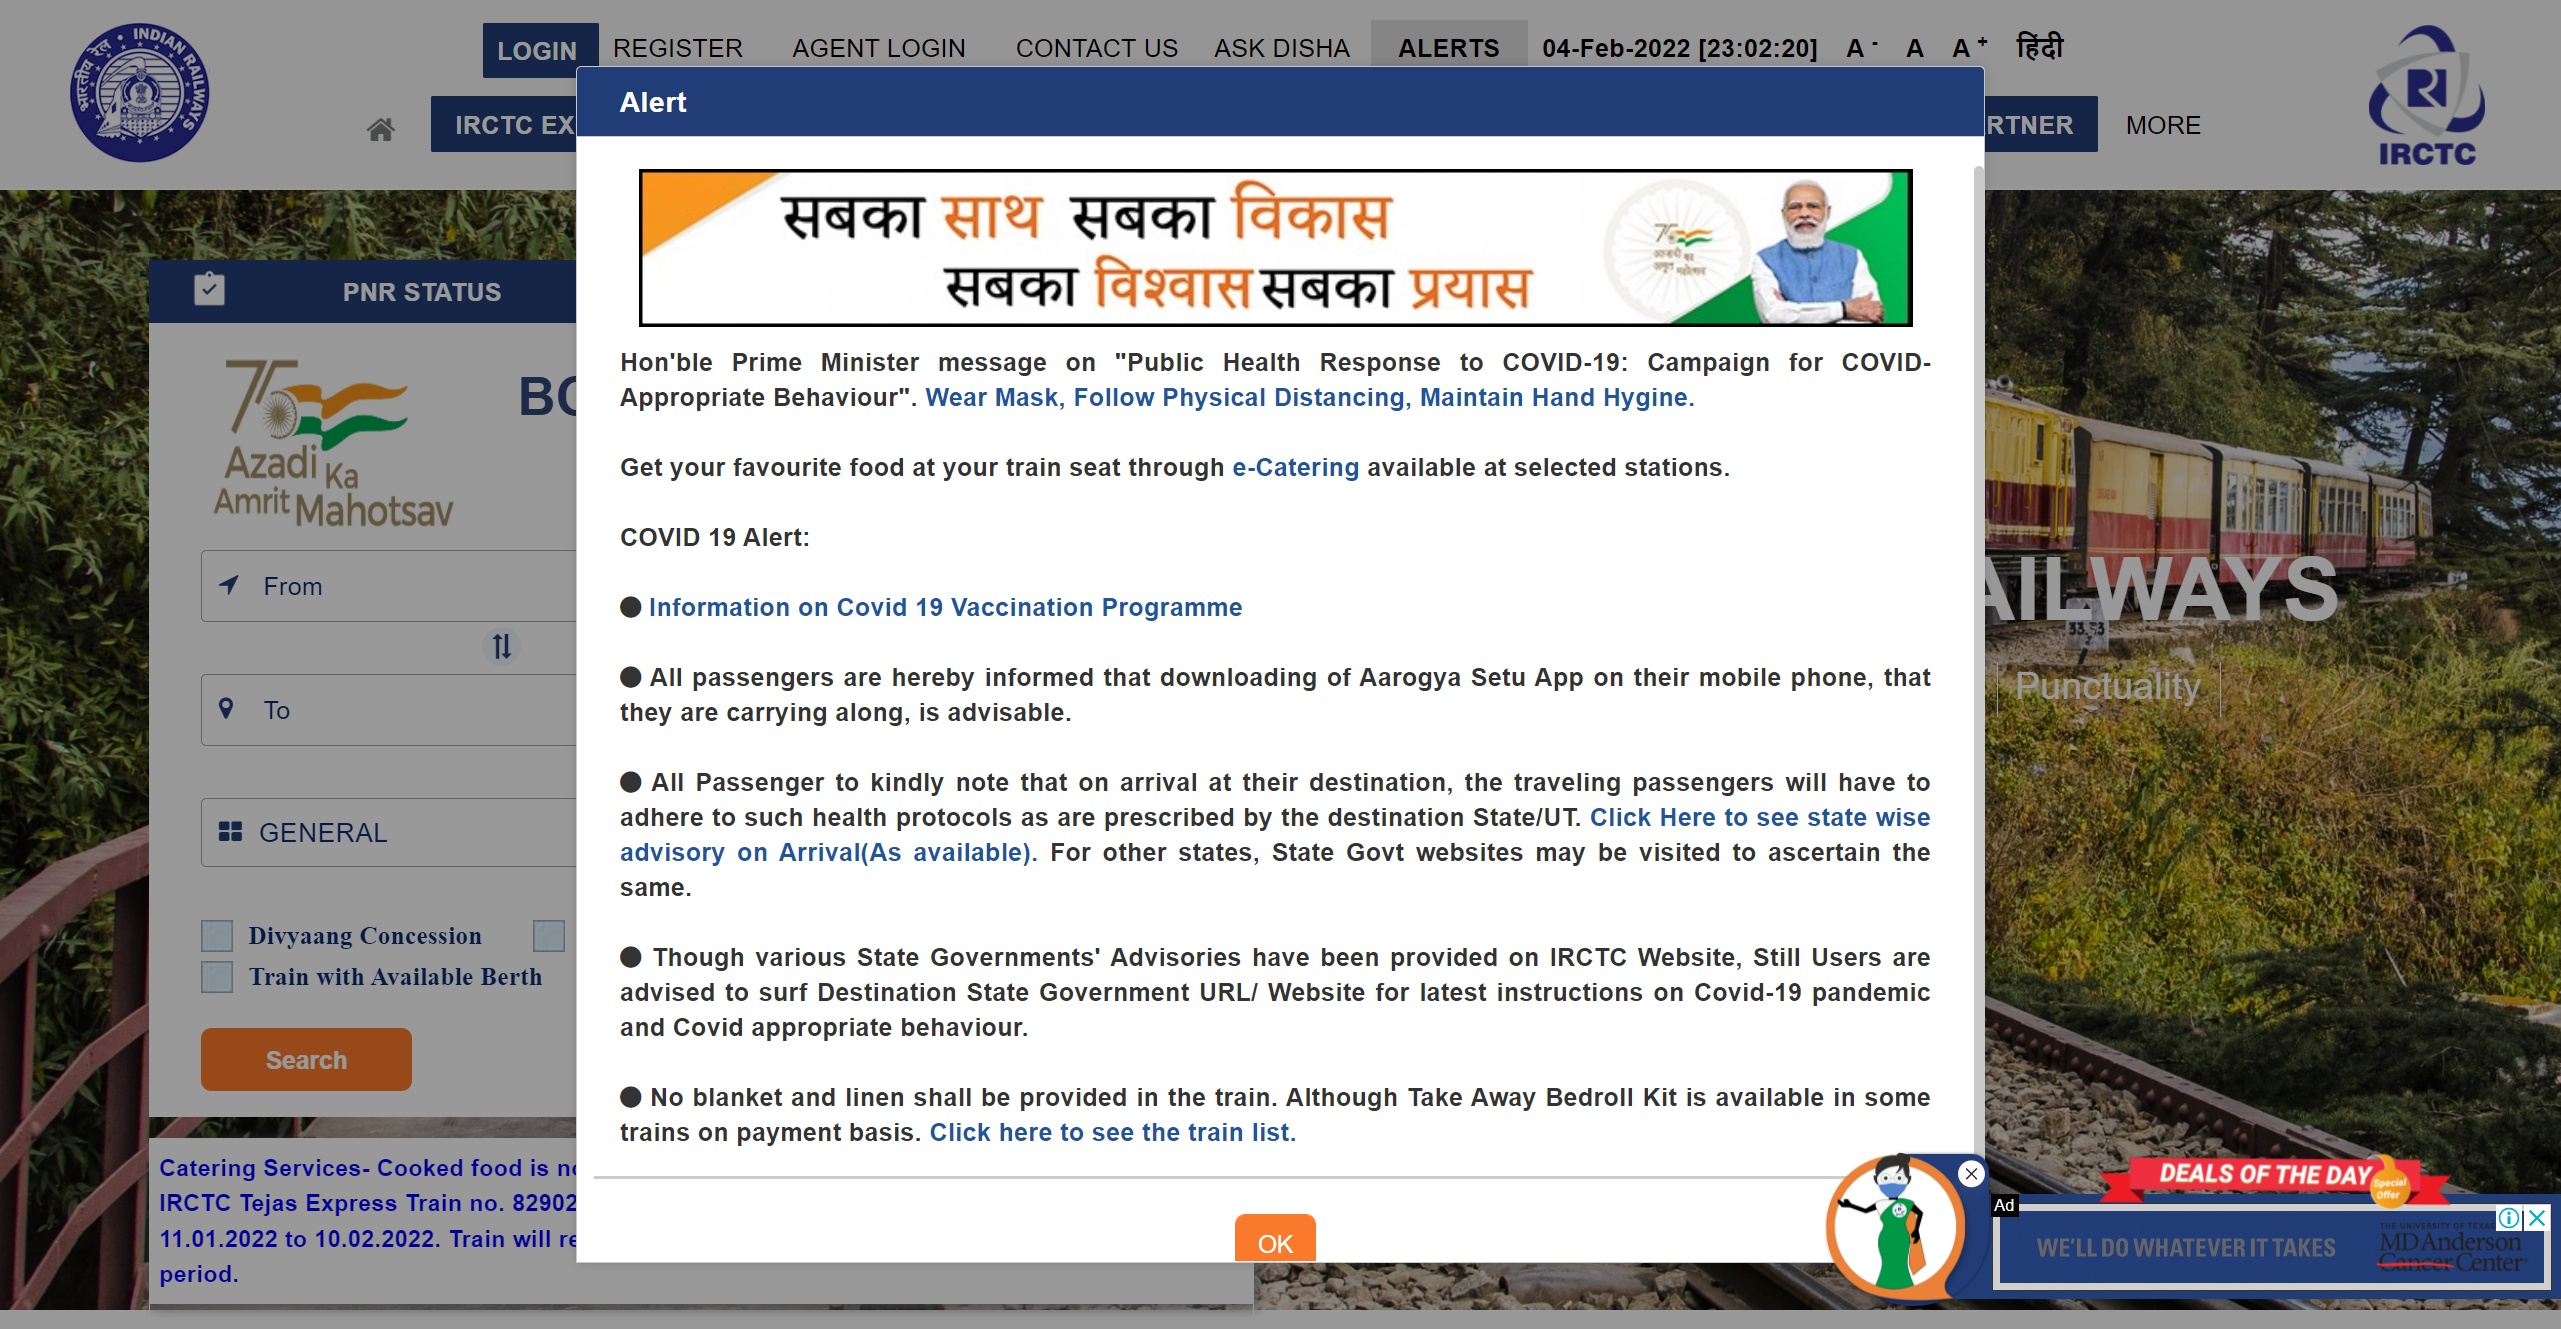 LOGIN REGISTER AGENT LOGIN CONTACT US ASK DISHA ALERTS 04-Feb-2022 [23:02:20] A - A A + हिंदी
INDIAN RAILWAYS
भारतीय रेल
IRCTC EX
RTNER MORE
IRCTC
Alert
सबका साथ सबका विकास
सबका विश्वास सबका प्रयास
Hon'ble Prime Minister message on "Public Health Response to COVID-19: Campaign for COVID-
Appropriate Behaviour". Wear Mask, Follow Physical Distancing, Maintain Hand Hygine.
Get your favourite food at your train seat through e-Catering available at selected stations.
COVID 19 Alert:
● Information on Covid 19 Vaccination Programme
● All passengers are hereby informed that downloading of Aarogya Setu App on their mobile phone, that
they are carrying along, is advisable.
● All Passenger to kindly note that on arrival at their destination, the traveling passengers will have to
adhere to such health protocols as are prescribed by the destination State/UT. Click Here to see state wise
advisory on Arrival(As available). For other states, State Govt websites may be visited to ascertain the
same.
● Though various State Governments' Advisories have been provided on IRCTC Website, Still Users are
advised to surf Destination State Government URL/ Website for latest instructions on Covid-19 pandemic
and Covid appropriate behaviour.
● No blanket and linen shall be provided in the train. Although Take Away Bedroll Kit is available in some
trains on payment basis. Click here to see the train list.
OK
PNR STATUS
75
Azadi Ka
Amrit Mahotsav
BO
From
To
GENERAL
Divyaang Concession
Train with Available Berth
Search
Catering Services- Cooked food is no
IRCTC Tejas Express Train no. 82902
11.01.2022 to 10.02.2022. Train will re
period.
AILWAYS
Punctuality
DEALS OF THE DAY
Special
Offer
Ad
WE'LL DO WHATEVER IT TAKES
THE UNIVERSITY OF TEXAS
MD Anderson
Cancer Center